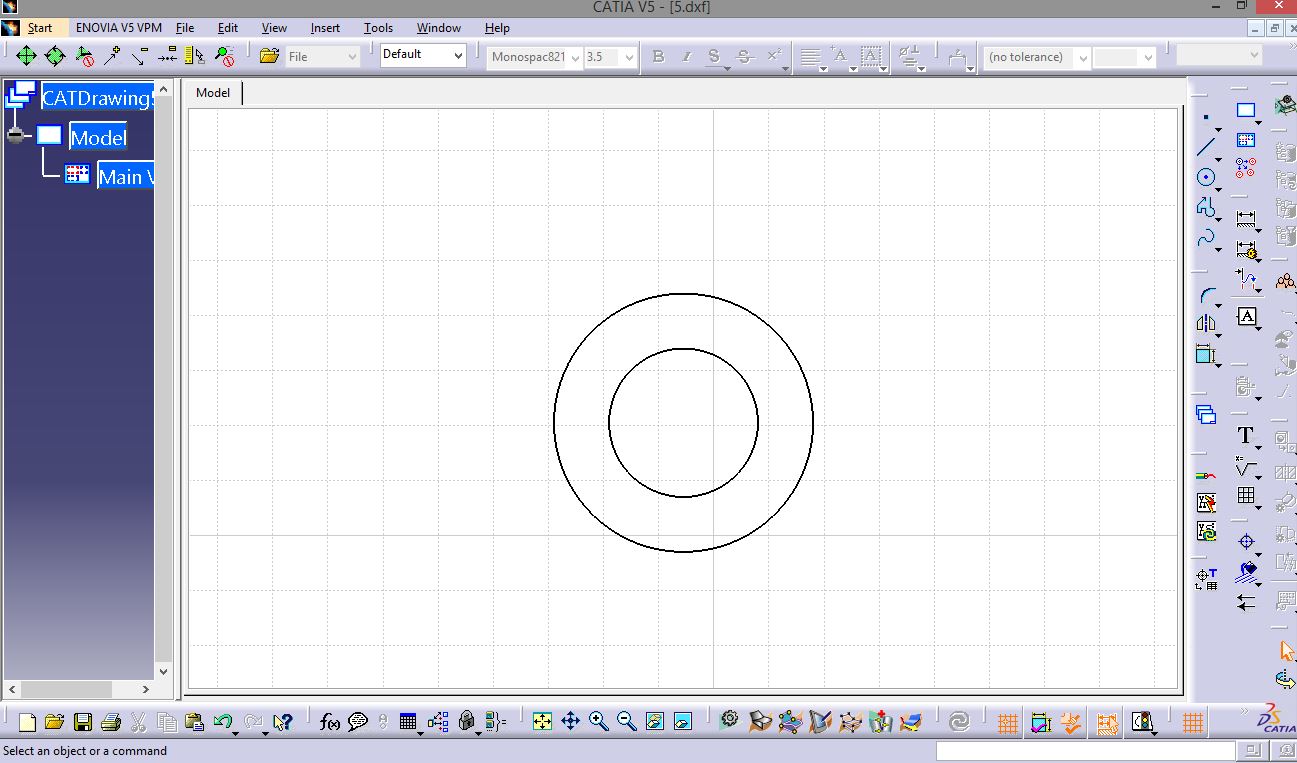 CATIA V5 - [5.dxf]
Start ENOVIA V5 VPM File Edit View Insert Tools Window Help
File Default Monospac821 3.5 B I S S (no tolerance)
CATDrawing
Model
Main V
Model
A
T
f(x)
CATIA
Select an object or a command